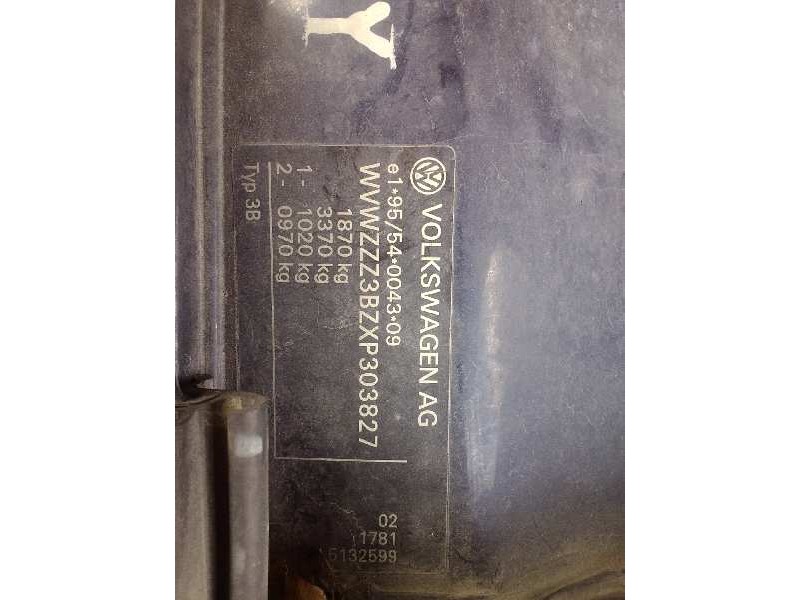 Y
VOLKSWAGEN AG
e1*95/54*0043*09
WVWZZZ3BZXP303827
1870 kg
3370 kg
1 - 1020 kg
2 - 0970 kg
Typ 3B
02
1781
5132599